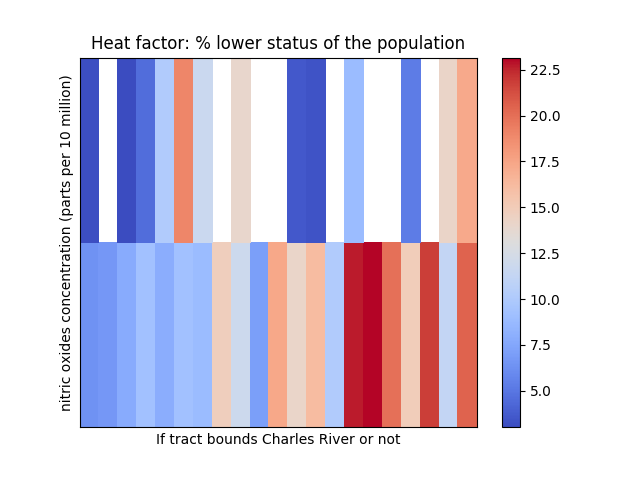 Heat factor: % lower status of the population
nitric oxides concentration (parts per 10 million)
If tract bounds Charles River or not
22.5
20.0
17.5
15.0
12.5
10.0
7.5
5.0